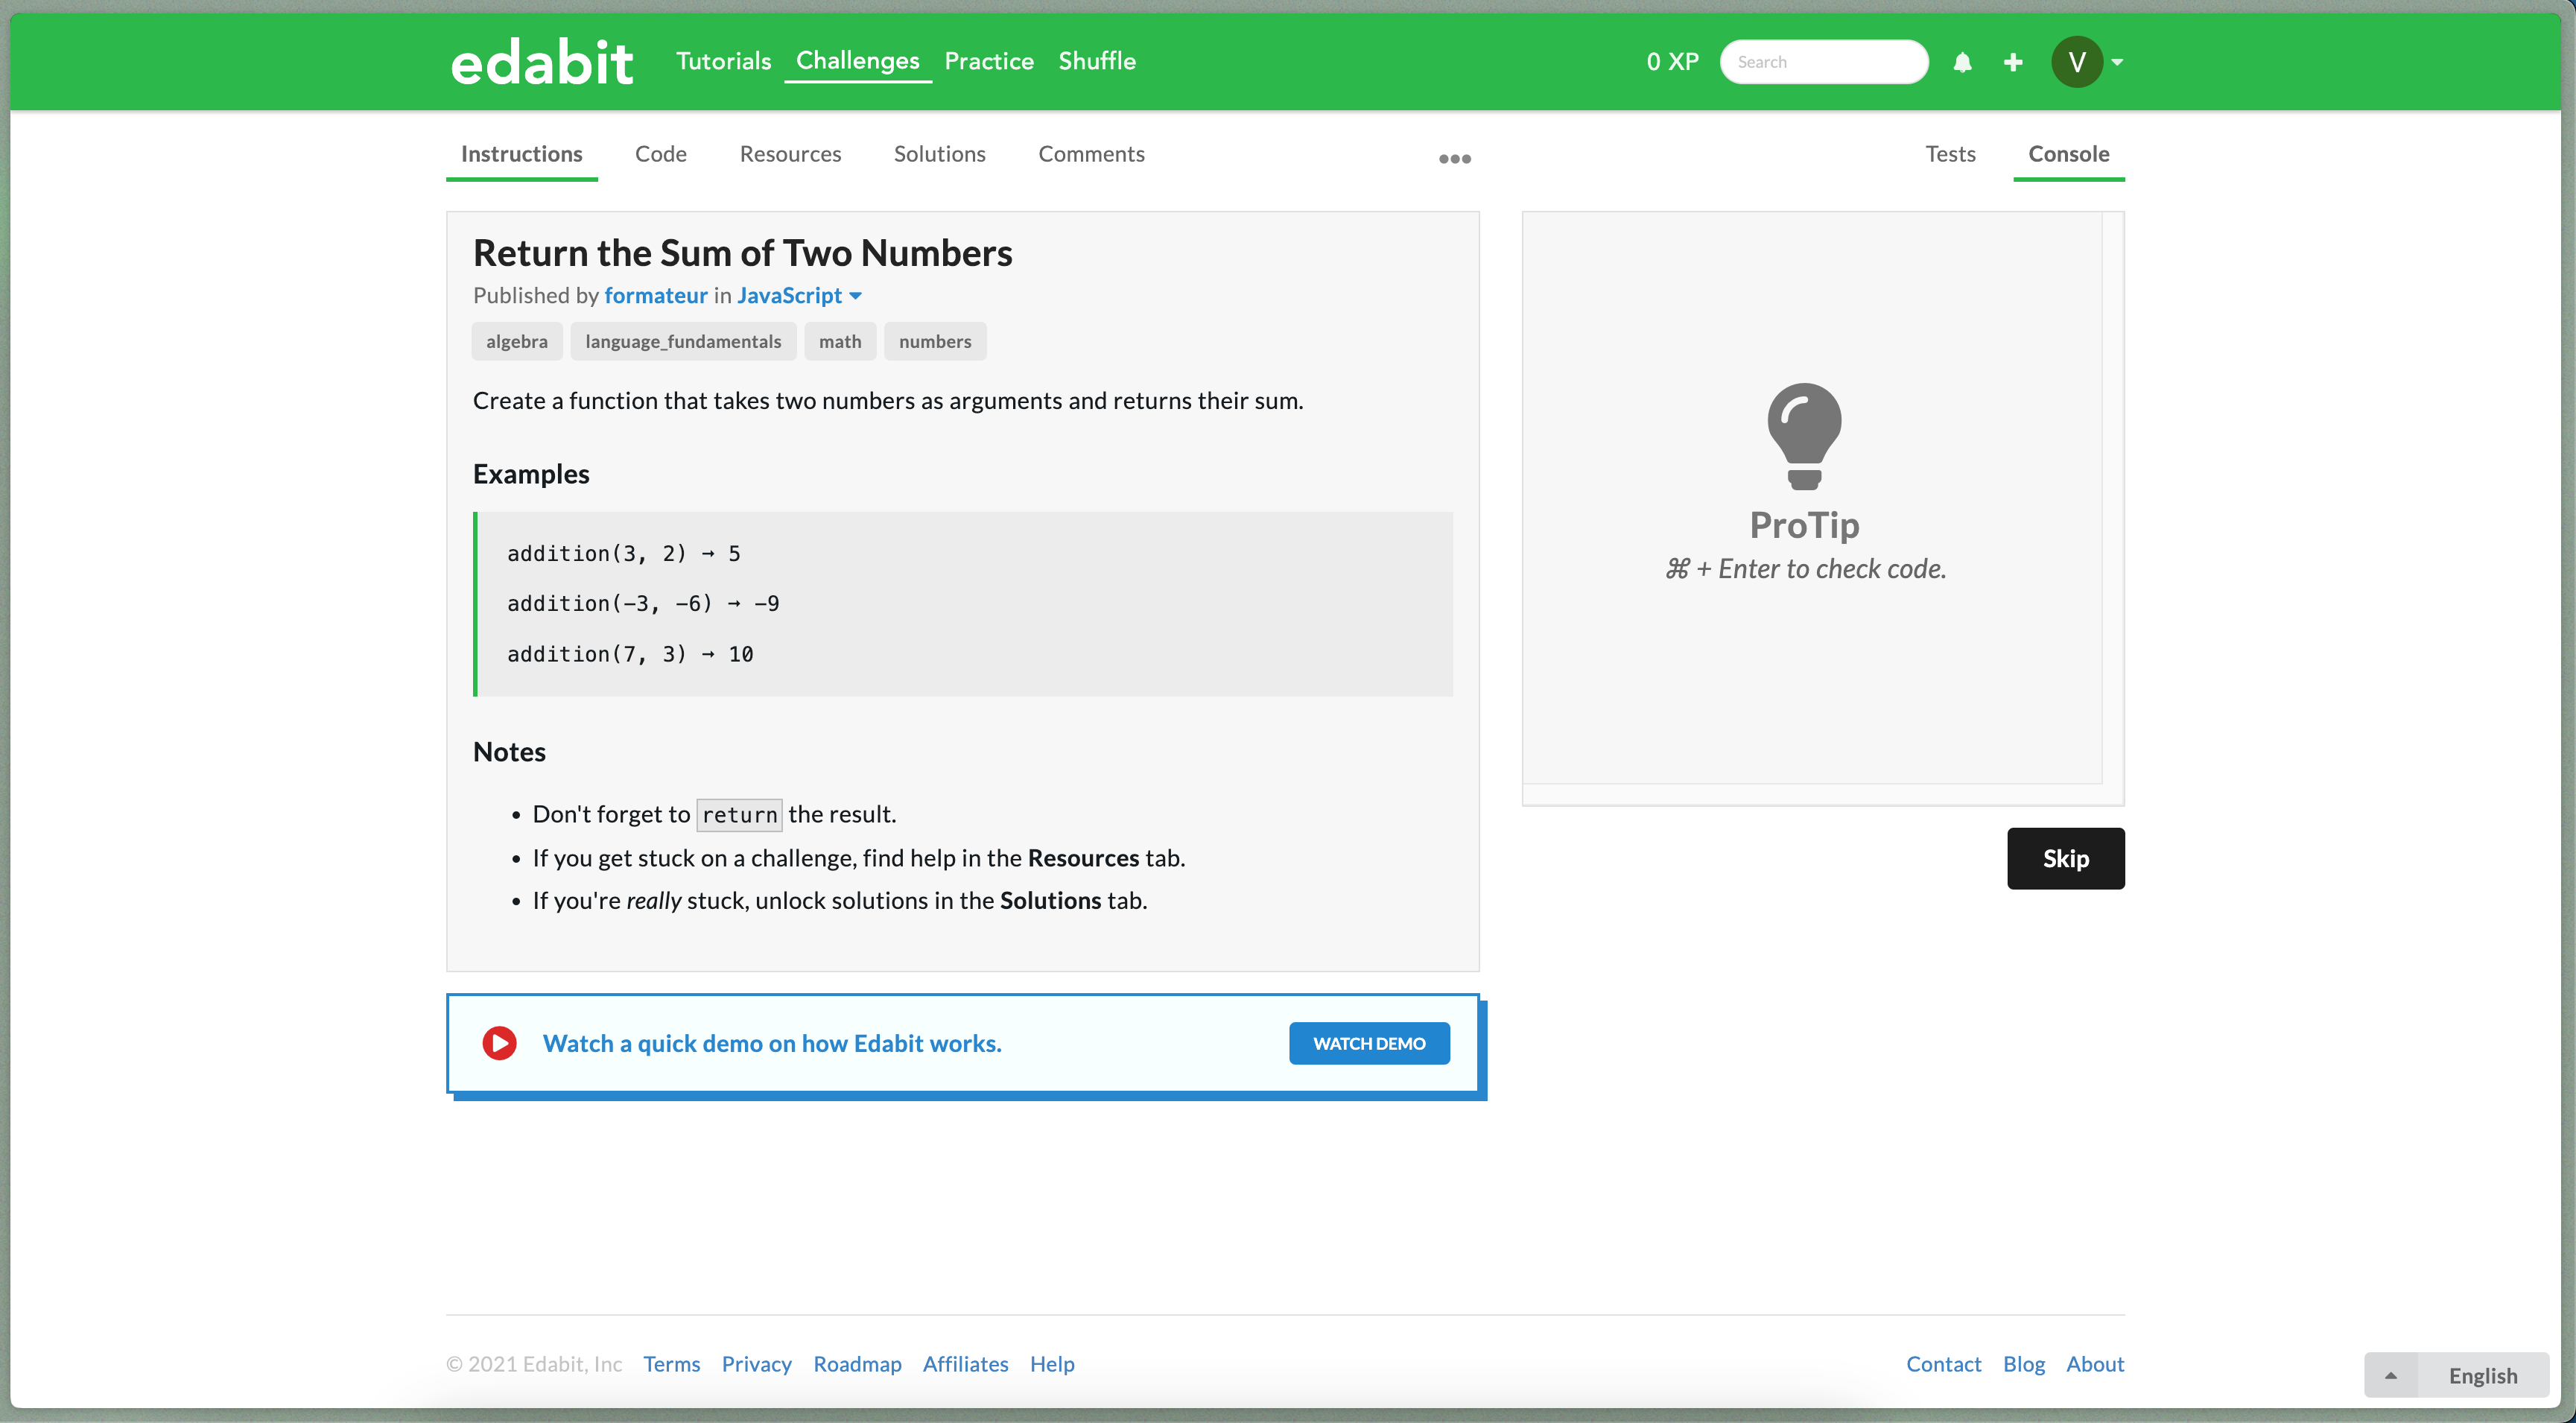 edabit Tutorials Challenges Practice Shuffle 0 XP Search V
Instructions Code Resources Solutions Comments Tests Console
Return the Sum of Two Numbers
Published by formateur in JavaScript
algebra language_fundamentals math numbers
Create a function that takes two numbers as arguments and returns their sum.
Examples
addition(3, 2) → 5
addition(-3, -6) → -9
addition(7, 3) → 10
Notes
• Don't forget to return the result.
• If you get stuck on a challenge, find help in the Resources tab.
• If you're really stuck, unlock solutions in the Solutions tab.
ProTip
⌘ + Enter to check code.
Skip
Watch a quick demo on how Edabit works. WATCH DEMO
© 2021 Edabit, Inc Terms Privacy Roadmap Affiliates Help Contact Blog About
English